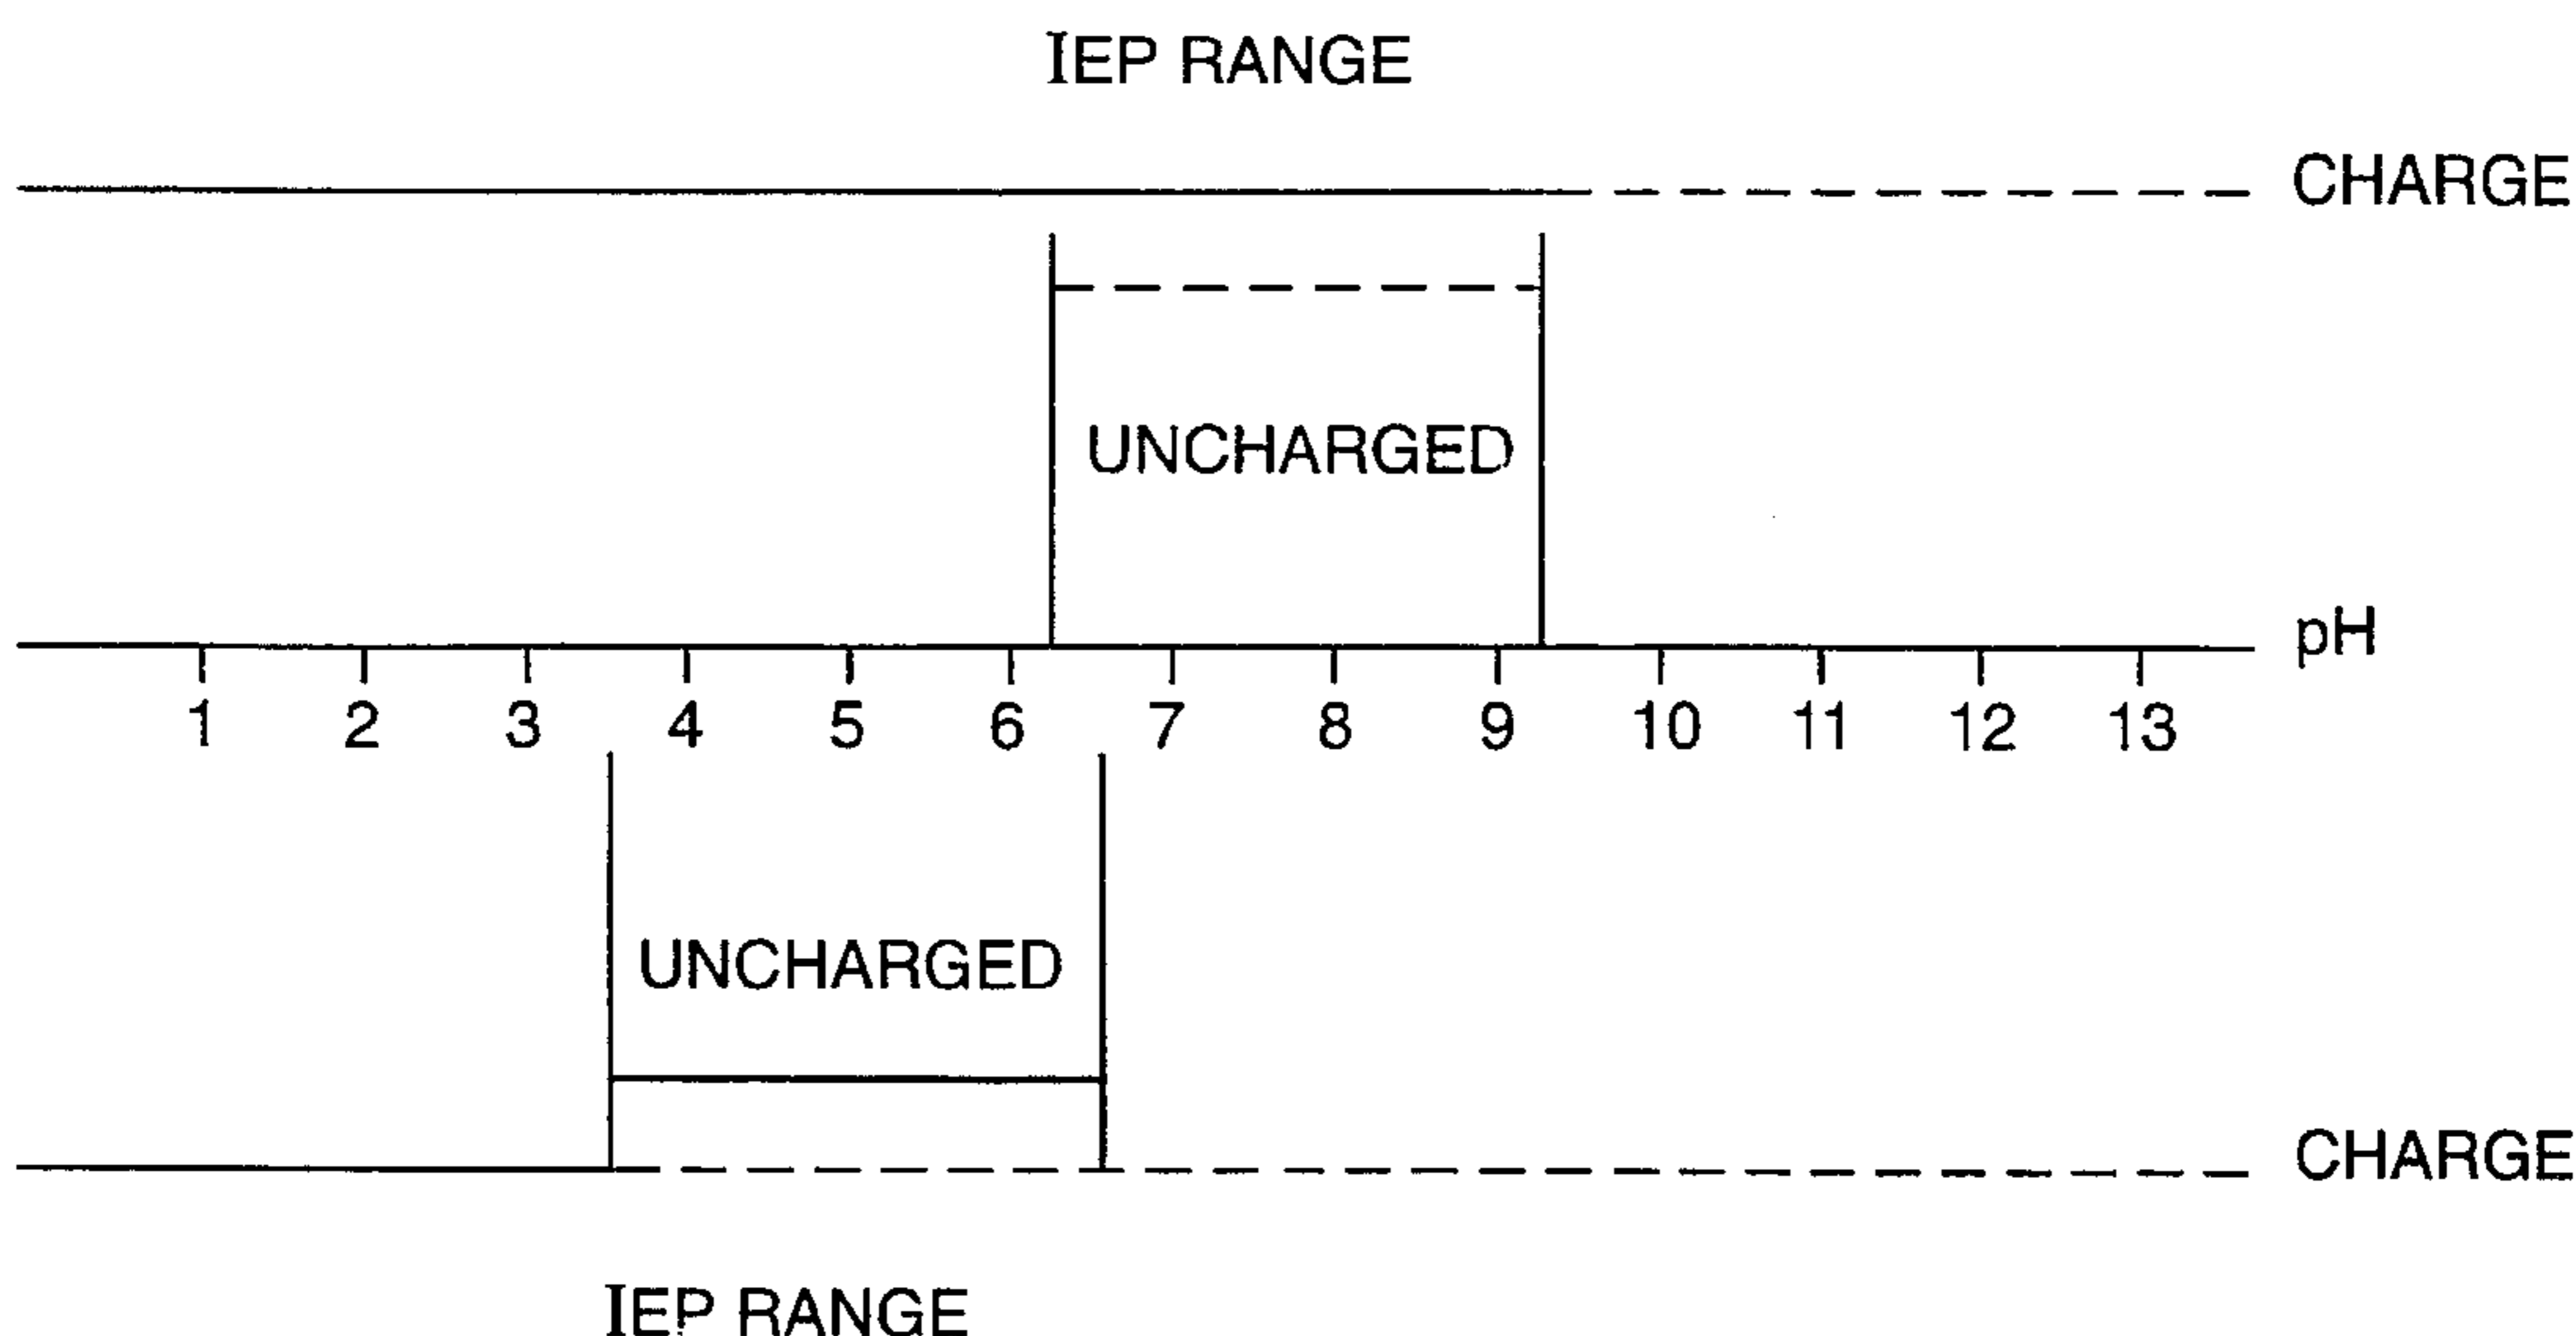 IEP RANGE
CHARGE
UNCHARGED
pH
1 2 3 4 5 6 7 8 9 10 11 12 13
UNCHARGED
CHARGE
IEP RANGE